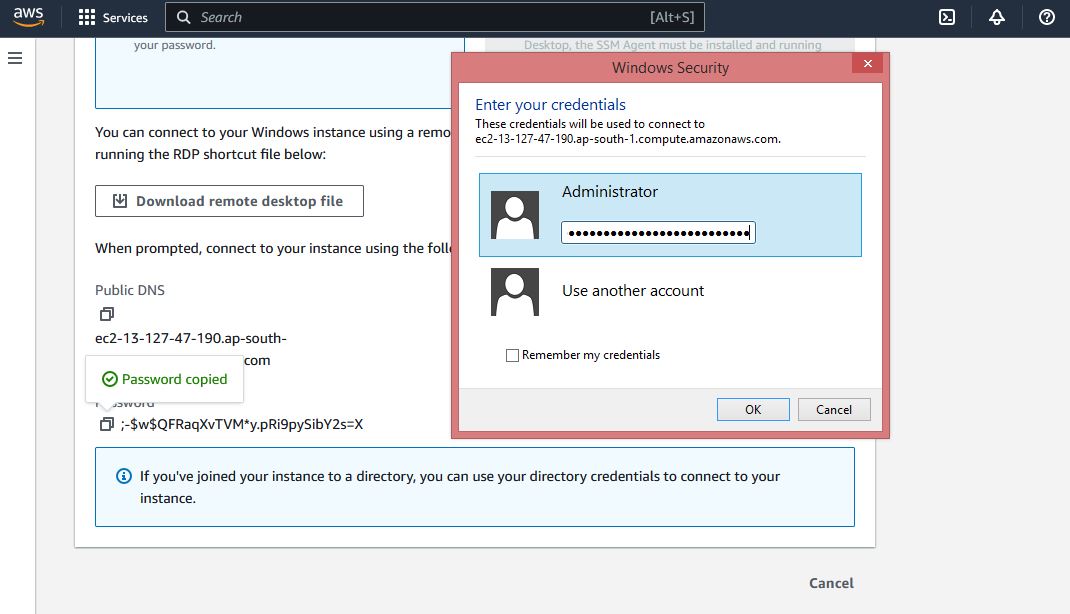 aws
Services
Search
[Alt+S]
your password.
Desktop, the SSM Agent must be installed and running
You can connect to your Windows instance using a remo
running the RDP shortcut file below:
Download remote desktop file
When prompted, connect to your instance using the follo
Public DNS
ec2-13-127-47-190.ap-south-
com
Password copied
Password
;-$w$QFRaqXvTVM*y.pRi9pySibY2s=X
If you've joined your instance to a directory, you can use your directory credentials to connect to your
instance.
Cancel
Windows Security
Enter your credentials
These credentials will be used to connect to
ec2-13-127-47-190.ap-south-1.compute.amazonaws.com.
Administrator
Use another account
Remember my credentials
OK
Cancel